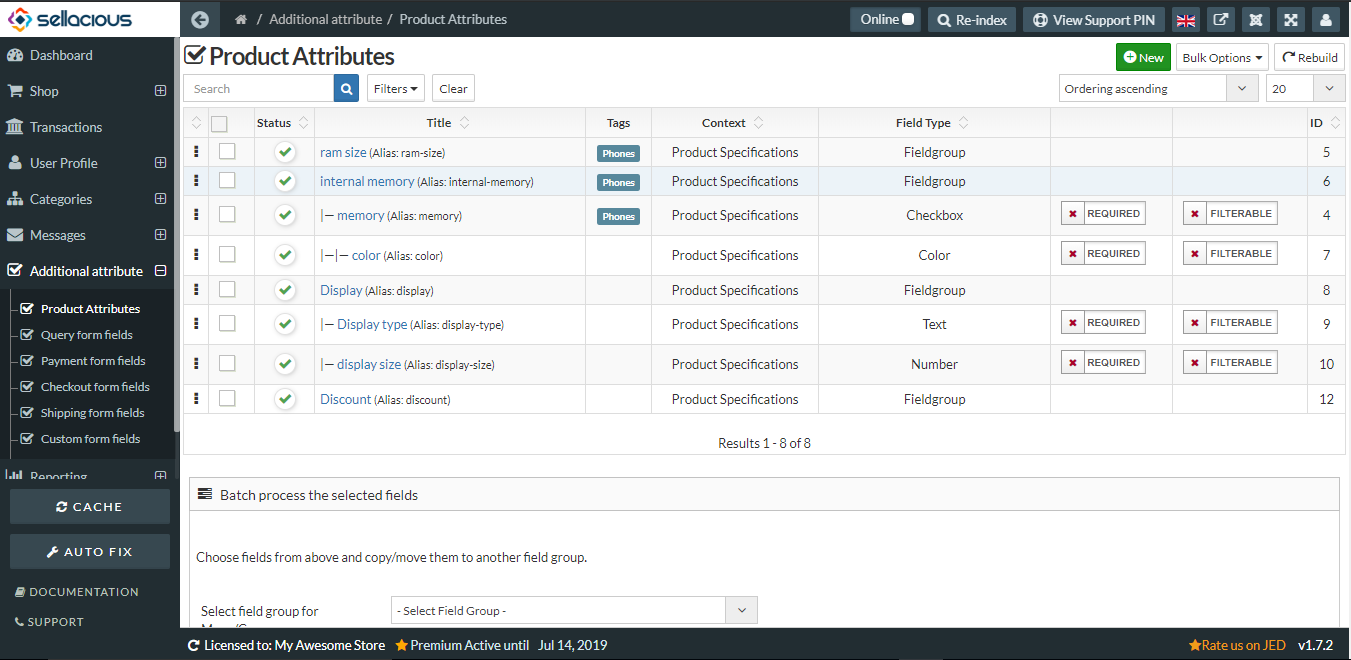 sellacious
/ Additional attribute / Product Attributes
Online
Re-index
View Support PIN
Dashboard
Shop
Transactions
User Profile
Categories
Messages
Additional attribute
Product Attributes
Query form fields
Payment form fields
Checkout form fields
Shipping form fields
Custom form fields
Reporting
CACHE
AUTO FIX
DOCUMENTATION
SUPPORT
Product Attributes
New
Bulk Options
Rebuild
Search
Filters
Clear
Ordering ascending
20
Status Title Tags Context Field Type ID
ram size (Alias: ram-size) Phones Product Specifications Fieldgroup 5
internal memory (Alias: internal-memory) Phones Product Specifications Fieldgroup 6
|— memory (Alias: memory) Phones Product Specifications Checkbox REQUIRED FILTERABLE 4
|—|— color (Alias: color) Product Specifications Color REQUIRED FILTERABLE 7
Display (Alias: display) Product Specifications Fieldgroup 8
|— Display type (Alias: display-type) Product Specifications Text REQUIRED FILTERABLE 9
|— display size (Alias: display-size) Product Specifications Number REQUIRED FILTERABLE 10
Discount (Alias: discount) Product Specifications Fieldgroup 12
Results 1 - 8 of 8
Batch process the selected fields
Choose fields from above and copy/move them to another field group.
Select field group for
- Select Field Group -
Licensed to: My Awesome Store Premium Active until Jul 14, 2019
Rate us on JED v1.7.2